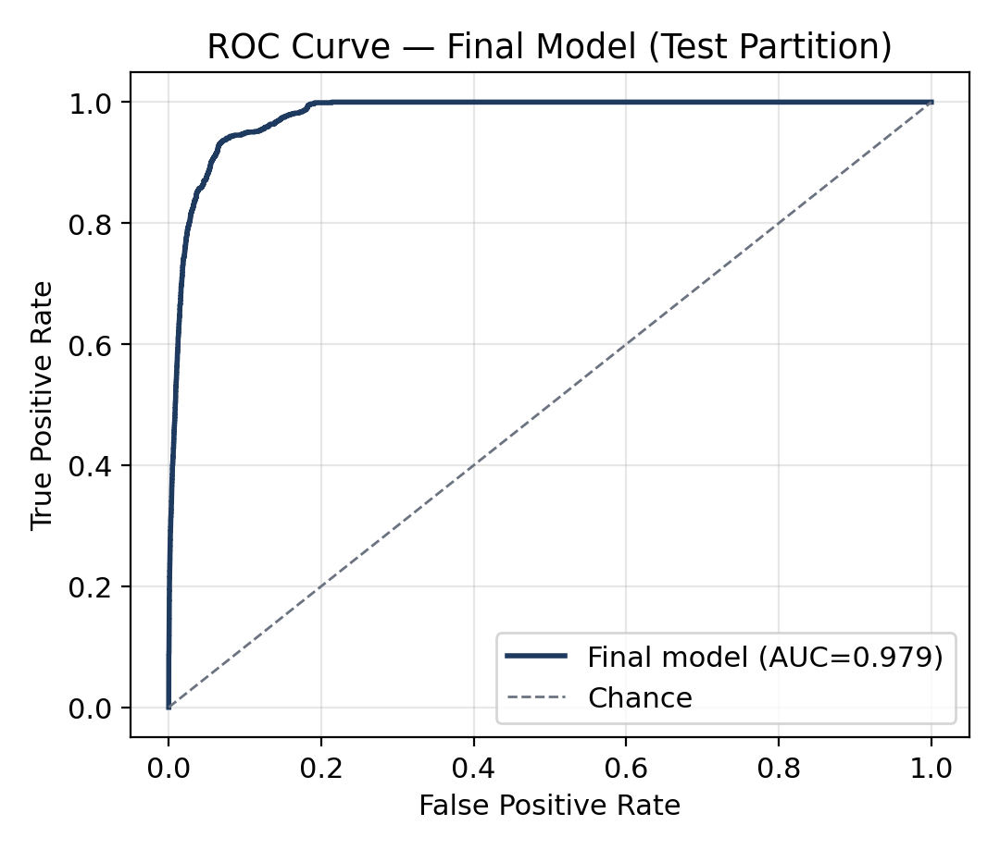 ROC Curve — Final Model (Test Partition)
True Positive Rate
1.0
0.8
0.6
0.4
0.2
0.0
Final model (AUC=0.979)
Chance
0.0 0.2 0.4 0.6 0.8 1.0
False Positive Rate